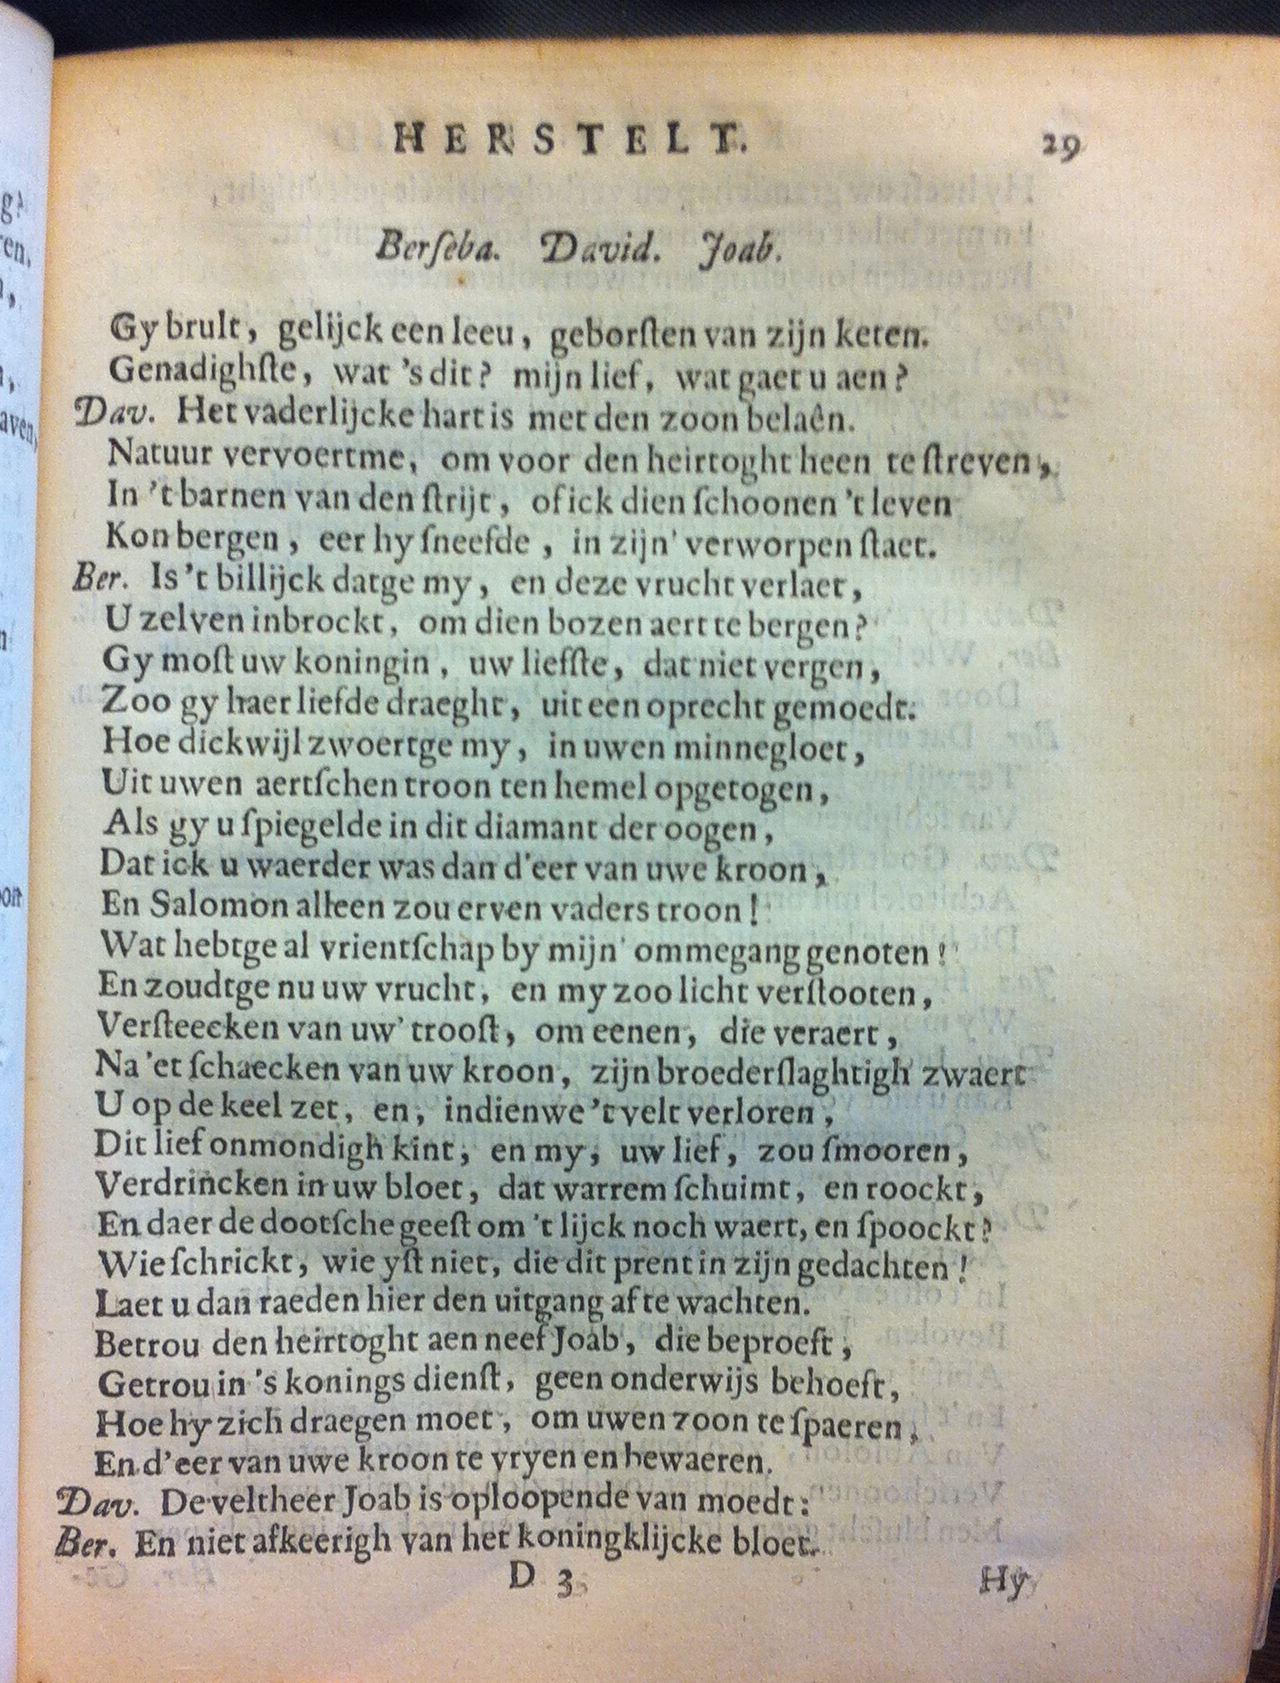 HERSTELT. 29
Berſeba. David. Joab.
Gy brult, gelijck een leeu, geborſten van zijn keten.
Genadighſte, wat 's dit? mijn lief, wat gaet u aen?
Dav. Het vaderlijcke hart is met den zoon belaên.
Natuur vervoertme, om voor den heirtoght heen te ſtreven,
In 't barnen van den ſtrijt, of ick dien ſchoonen 't leven
Kon bergen, eer hy ſneefde, in zijn' verworpen ſtaet.
Ber. Is 't billijck datge my, en deze vrucht verlaet,
U zelven inbrockt, om dien bozen aert te bergen?
Gy moſt uw koningin, uw liefſte, dat niet vergen,
Zoo gy haer liefde draeght, uit een oprecht gemoedt.
Hoe dickwijl zwoertge my, in uwen minnegloet,
Uit uwen aertſchen troon ten hemel opgetogen,
Als gy u ſpiegelde in dit diamant der oogen,
Dat ick u waerder was dan d'eer van uwe kroon,
En Salomon alleen zou erven vaders troon!
Wat hebtge al vrientſchap by mijn' ommegang genoten!
En zoudtge nu uw vrucht, en my zoo licht verſtooten,
Verſteecken van uw' trooſt, om eenen, die veraert,
Na 'et ſchaecken van uw kroon, zijn broederſlaghtigh zwaert
U op de keel zet, en, indienwe 't velt verloren,
Dit lief onmondigh kint, en my, uw lief, zou ſmooren,
Verdrincken in uw bloet, dat warrem ſchuimt, en roockt,
En daer de dootſche geeſt om 't lijck noch waert, en ſpoockt?
Wie ſchrickt, wie yſt niet, die dit prent in zijn gedachten!
Laet u dan raeden hier den uitgang af te wachten.
Betrou den heirtoght aen neef Joab, die beproeft,
Getrou in 's konings dienſt, geen onderwijs behoeft,
Hoe hy zich draegen moet, om uwen zoon te ſpaeren,
En d'eer van uwe kroon te vryen en bewaeren.
Dav. De veltheer Joab is oploopende van moedt:
Ber. En niet afkeerigh van het koningklijcke bloet.
D 3 Hy